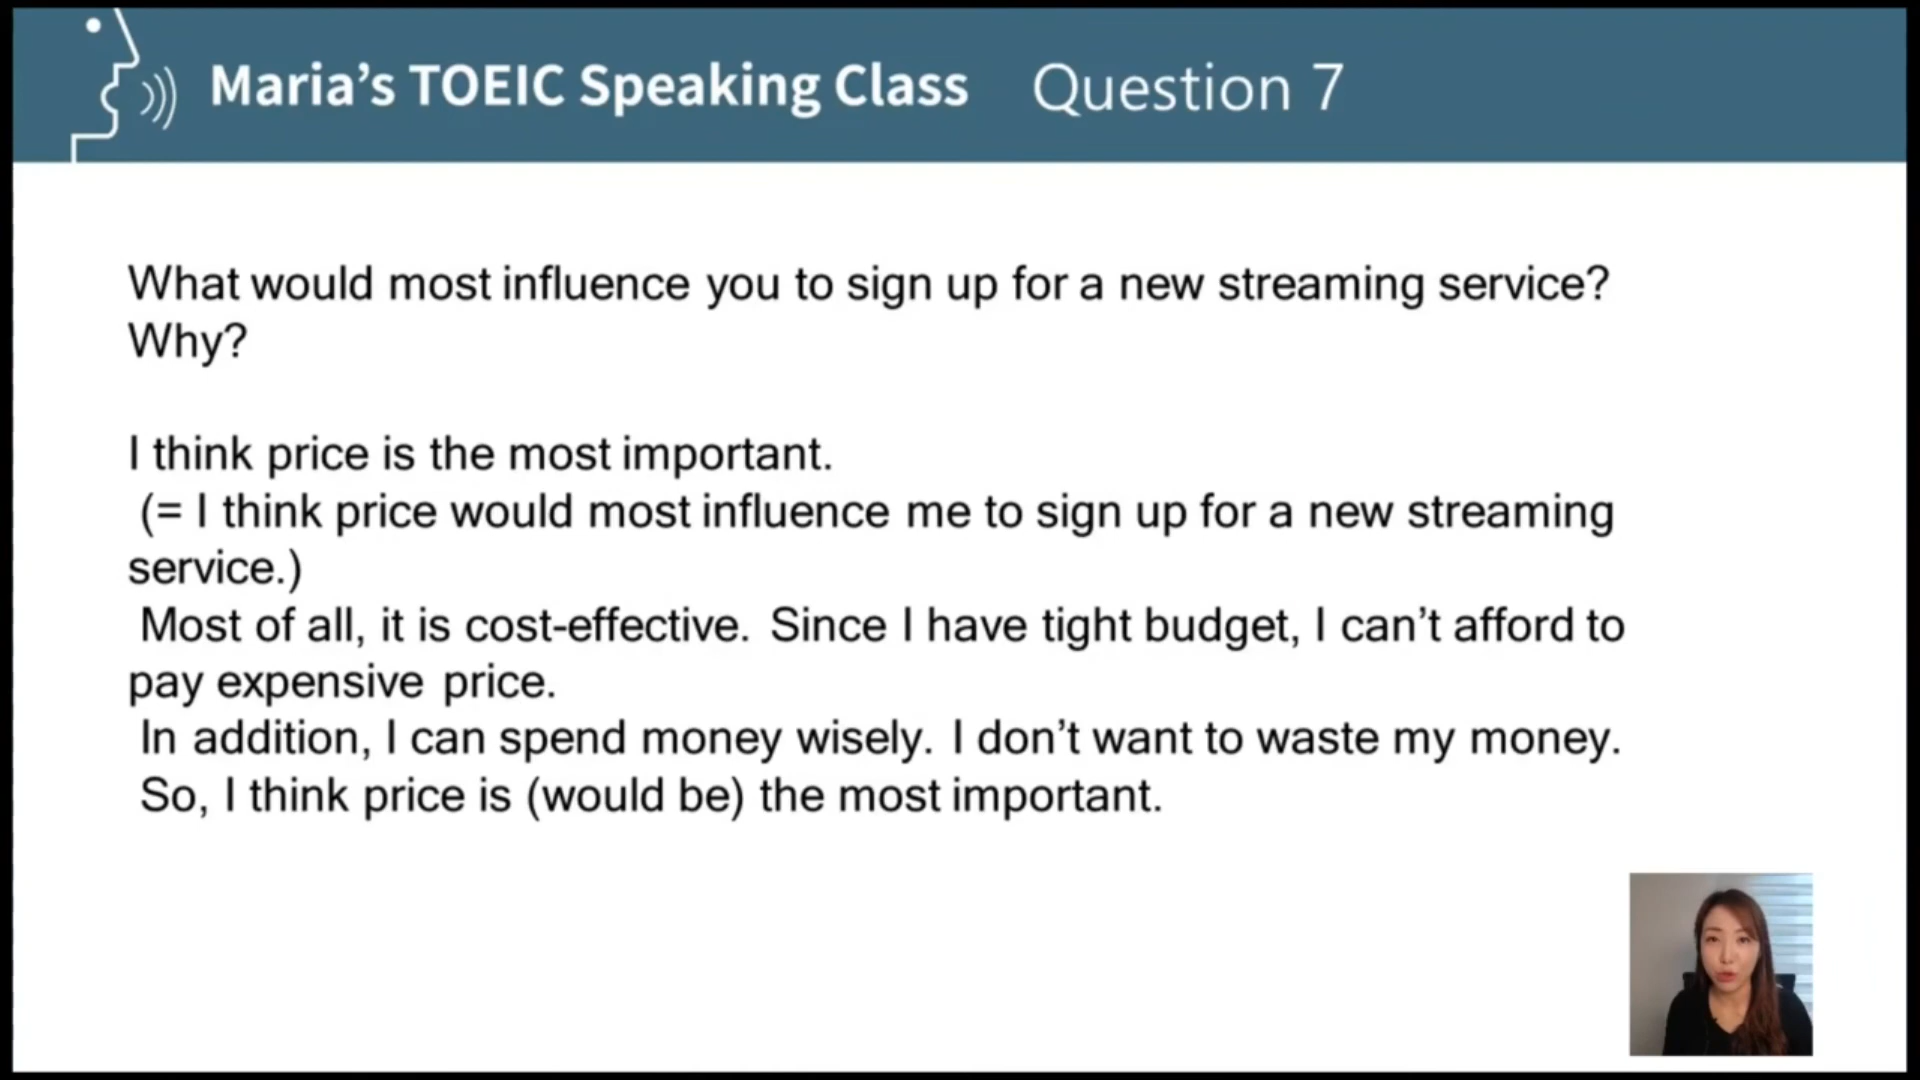 Maria's TOEIC Speaking Class Question 7
What would most influence you to sign up for a new streaming service?
Why?
I think price is the most important.
(= I think price would most influence me to sign up for a new streaming
service.)
Most of all, it is cost-effective. Since I have tight budget, I can't afford to
pay expensive price.
In addition, I can spend money wisely. I don't want to waste my money.
So, I think price is (would be) the most important.